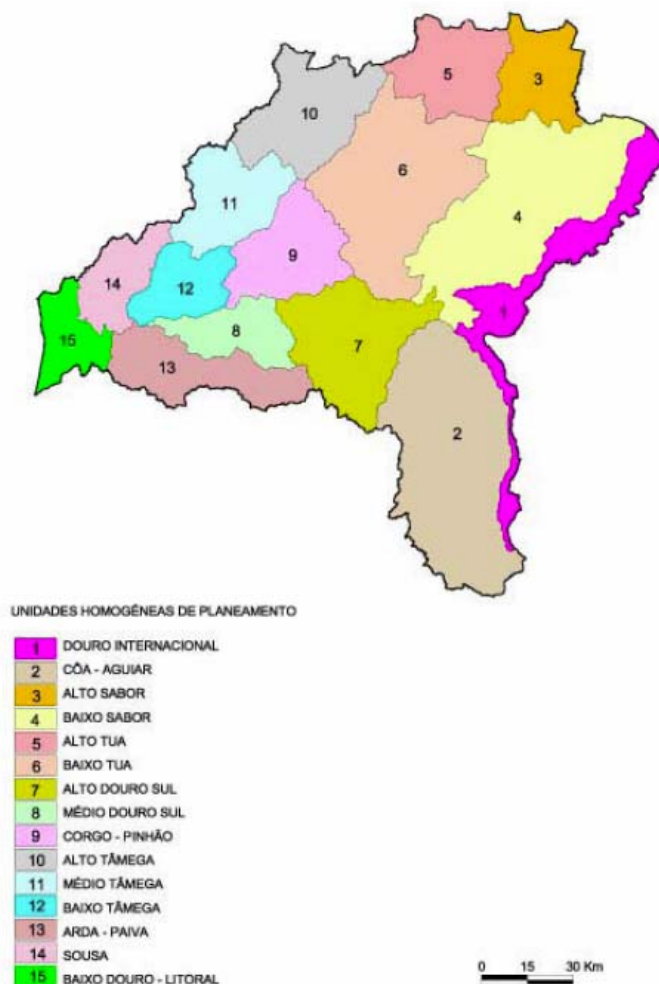 5
3
10
6
11
4
9
14
12
1
15
8
7
13
2
UNIDADES HOMOGÊNEAS DE PLANEAMENTO
1 DOURO INTERNACIONAL
2 CÔA - AGUIAR
3 ALTO SABOR
4 BAIXO SABOR
5 ALTO TUA
6 BAIXO TUA
7 ALTO DOURO SUL
8 MÉDIO DOURO SUL
9 CORGO - PINHÃO
10 ALTO TÂMEGA
11 MÉDIO TÂMEGA
12 BAIXO TÂMEGA
13 ARDA - PAIVA
14 SOUSA
15 BAIXO DOURO - LITORAL
0 15 30 Km